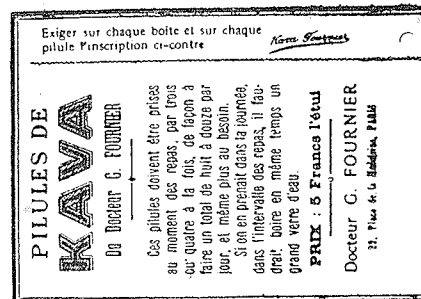 Exiger sur chaque boîte et sur chaque
pilule l'inscription ci-contre
Kava Fournier
PILULES DE
KAVA
Du Docteur G. FOURNIER
Ces pilules doivent être prises
au moment des repas, par trois
ou quatre à la fois, de façon à
faire un total de huit à douze par
jour, et même plus au besoin.
Si on en prenait dans la journée,
dans l'intervalle des repas, il fau-
drait boire en même temps un
grand verre d'eau.
PRIX : 5 Francs l'étui
Docteur G. FOURNIER
22, Place de la Madeleine, PARIS